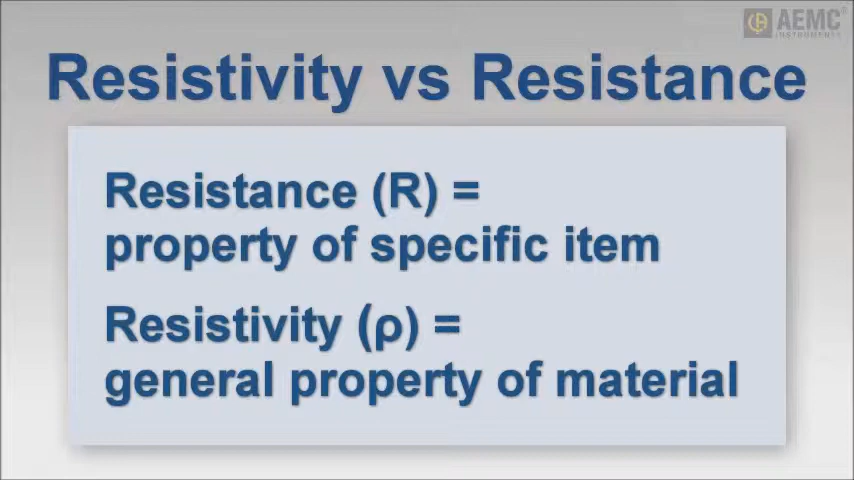 AEMC®
INSTRUMENTS
Resistivity vs Resistance
Resistance (R) =
property of specific item
Resistivity (ρ) =
general property of material